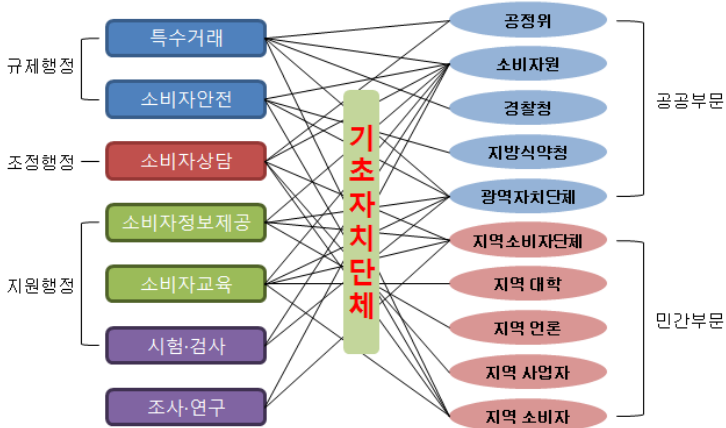 규제행정
조정행정
지원행정
특수거래
소비자안전
소비자상담
소비자정보제공
소비자교육
시험·검사
조사·연구
기초자치단체
공정위
소비자원
경찰청
지방식약청
광역자치단체
지역소비자단체
지역 대학
지역 언론
지역 사업자
지역 소비자
공공부문
민간부문